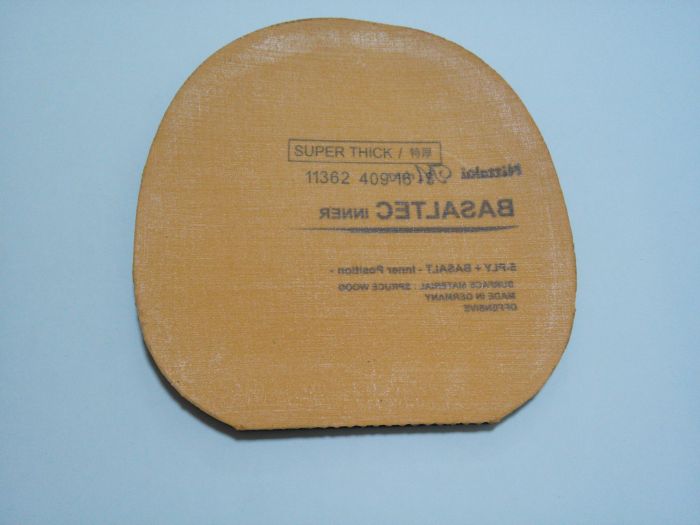 SUPER THICK / 特厚
11362 409-16
Nittaku
BASALTEC INNER
5-PLY + BASALT - Inner Position -
SURFACE MATERIAL : SPRUCE WOOD
MADE IN GERMANY
OFFENSIVE